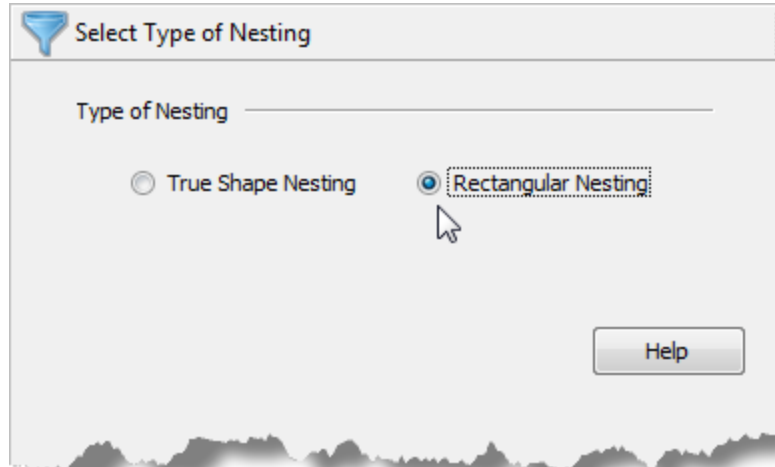 Select Type of Nesting
Type of Nesting
True Shape Nesting Rectangular Nesting
Help